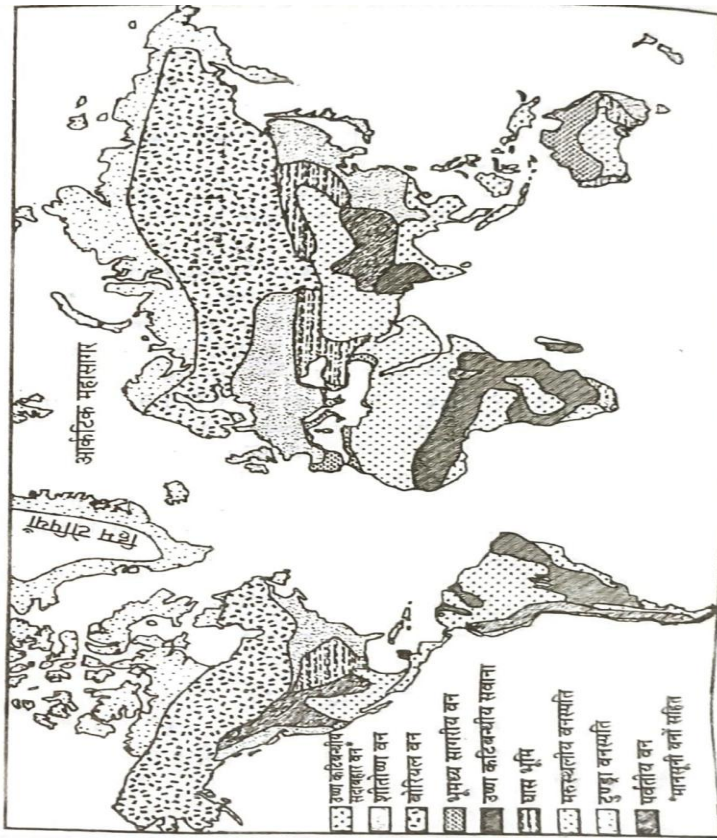 आर्कटिक महासागर
हिम टोपियाँ
उष्ण कटिबन्धीय
सदाबहार वन*
शीतोष्ण वन
बोरियल वन
भूमध्य सागरीय वन
उष्ण कटिबन्धीय सवाना
घास भूमि
मरुस्थलीय वनस्पति
टुण्ड्रा वनस्पति
पर्वतीय वन
*मानसूनी वनों सहित